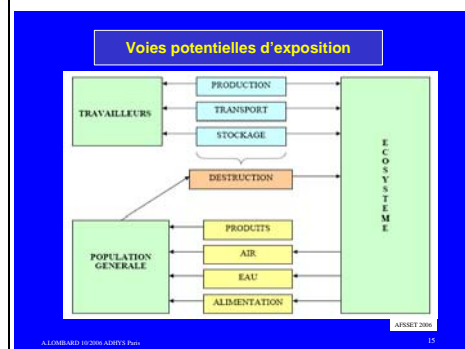 Voies potentielles d'exposition
PRODUCTION
TRAVAILLEURS
TRANSPORT
STOCKAGE
E
C
O
S
Y
S
T
E
M
E
DESTRUCTION
PRODUITS
POPULATION
GENERALE
AIR
EAU
ALIMENTATION
AFSSET 2006
A.LOMBARD 10/2006 ADHYS Paris
15